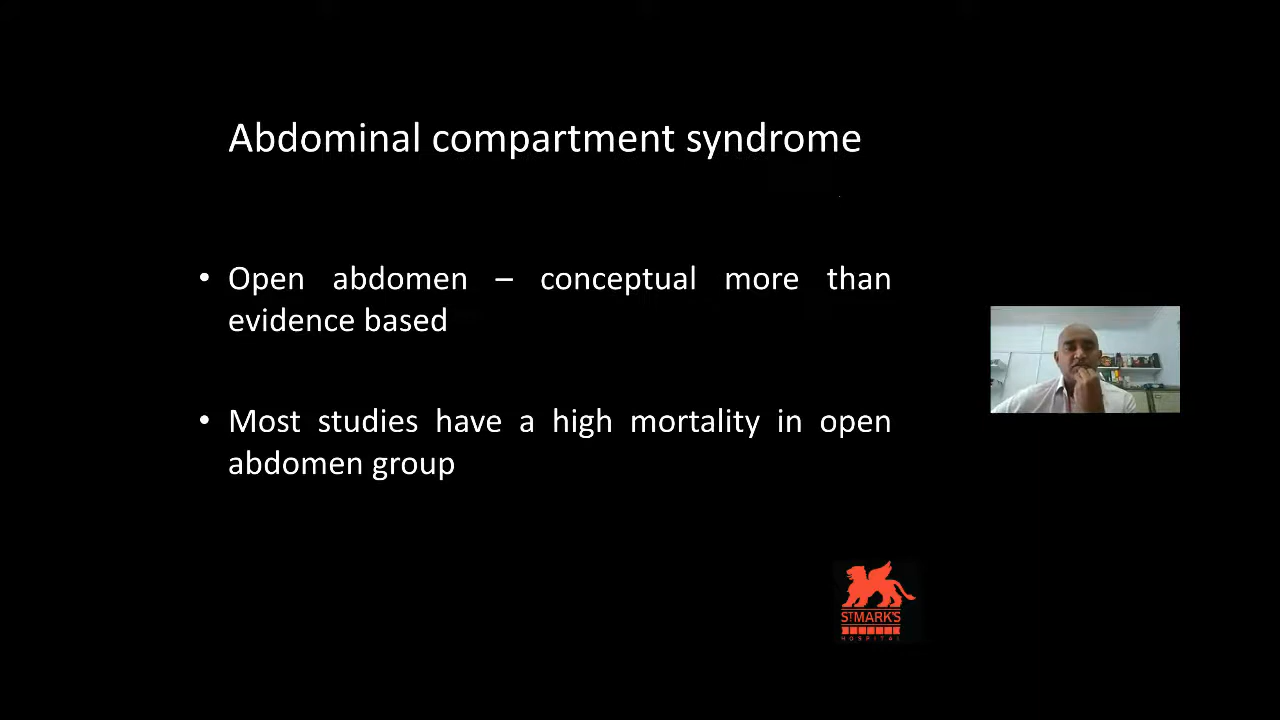 Abdominal compartment syndrome
• Open abdomen – conceptual more than
evidence based
• Most studies have a high mortality in open
abdomen group
ST MARK'S
HOSPITAL